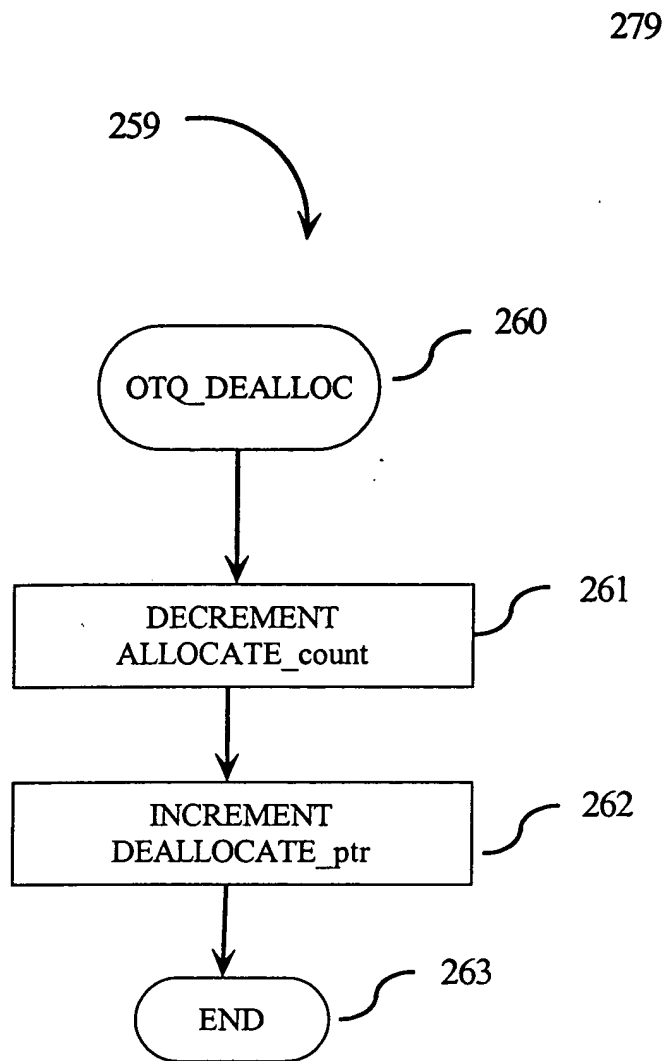 279
259
260
OTQ_DEALLOC
261
DECREMENT
ALLOCATE_count
262
INCREMENT
DEALLOCATE_ptr
263
END